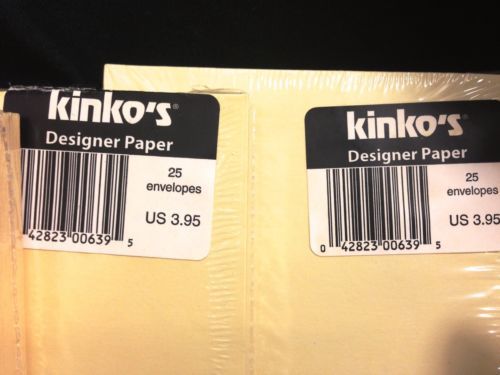 kinko's®
Designer Paper
25
envelopes
US 3.95
42823 00639 5
kinko's®
Designer Paper
25
envelopes
US 3.95
0 42823 00639 5